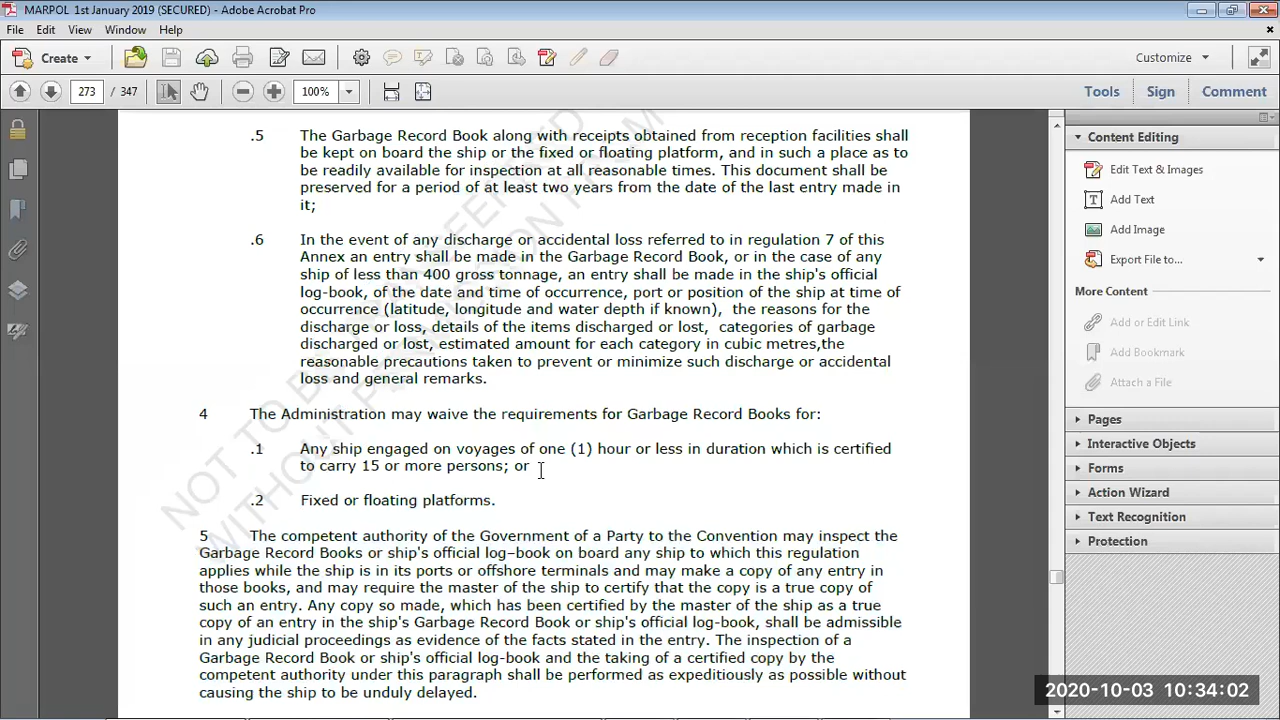 MARPOL 1st January 2019 (SECURED) - Adobe Acrobat Pro
File Edit View Window Help
Create Customize
273 / 347 100% Tools Sign Comment
.5 The Garbage Record Book along with receipts obtained from reception facilities shall
be kept on board the ship or the fixed or floating platform, and in such a place as to
be readily available for inspection at all reasonable times. This document shall be
preserved for a period of at least two years from the date of the last entry made in
it;
.6 In the event of any discharge or accidental loss referred to in regulation 7 of this
Annex an entry shall be made in the Garbage Record Book, or in the case of any
ship of less than 400 gross tonnage, an entry shall be made in the ship's official
log-book, of the date and time of occurrence, port or position of the ship at time of
occurrence (latitude, longitude and water depth if known), the reasons for the
discharge or loss, details of the items discharged or lost, categories of garbage
discharged or lost, estimated amount for each category in cubic metres,the
reasonable precautions taken to prevent or minimize such discharge or accidental
loss and general remarks.
4 The Administration may waive the requirements for Garbage Record Books for:
.1 Any ship engaged on voyages of one (1) hour or less in duration which is certified
to carry 15 or more persons; or
.2 Fixed or floating platforms.
5 The competent authority of the Government of a Party to the Convention may inspect the
Garbage Record Books or ship's official log–book on board any ship to which this regulation
applies while the ship is in its ports or offshore terminals and may make a copy of any entry in
those books, and may require the master of the ship to certify that the copy is a true copy of
such an entry. Any copy so made, which has been certified by the master of the ship as a true
copy of an entry in the ship's Garbage Record Book or ship's official log-book, shall be admissible
in any judicial proceedings as evidence of the facts stated in the entry. The inspection of a
Garbage Record Book or ship's official log-book and the taking of a certified copy by the
competent authority under this paragraph shall be performed as expeditiously as possible without
causing the ship to be unduly delayed.
NOT TO BE
WITHOUT PERMISSION FROM
Content Editing
Edit Text & Images
Add Text
Add Image
Export File to...
More Content
Add or Edit Link
Add Bookmark
Attach a File
Pages
Interactive Objects
Forms
Action Wizard
Text Recognition
Protection
2020-10-03 10:34:02